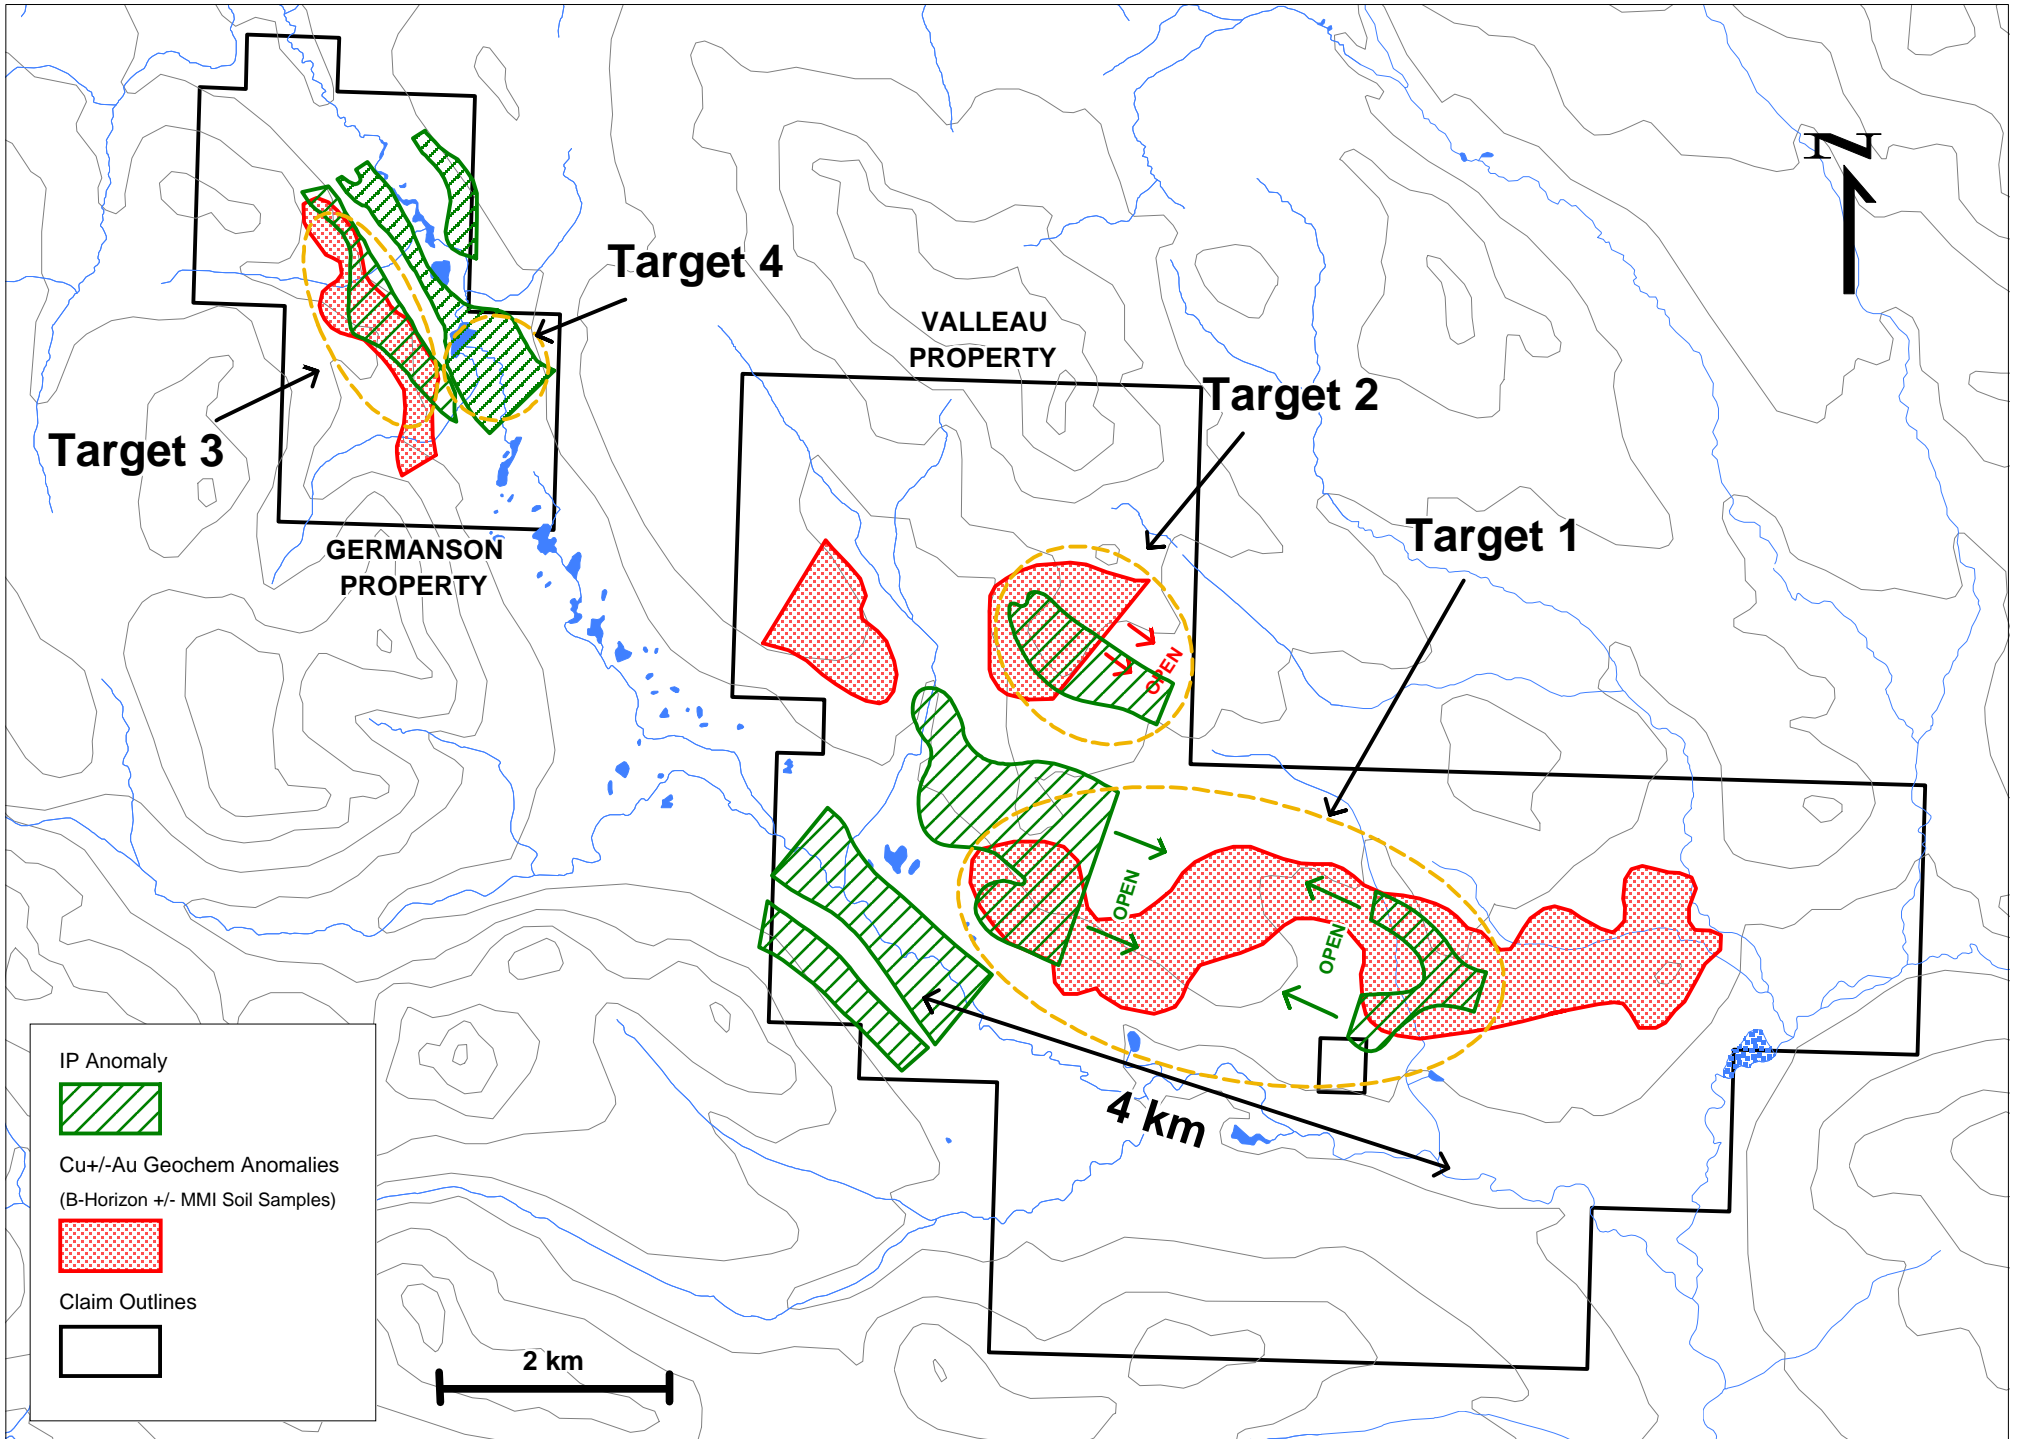 N
Target 4
VALLEAU
PROPERTY
Target 2
Target 3
Target 1
GERMANSON
PROPERTY
OPEN
OPEN
OPEN
4 km
IP Anomaly
Cu+/-Au Geochem Anomalies
(B-Horizon +/- MMI Soil Samples)
Claim Outlines
2 km